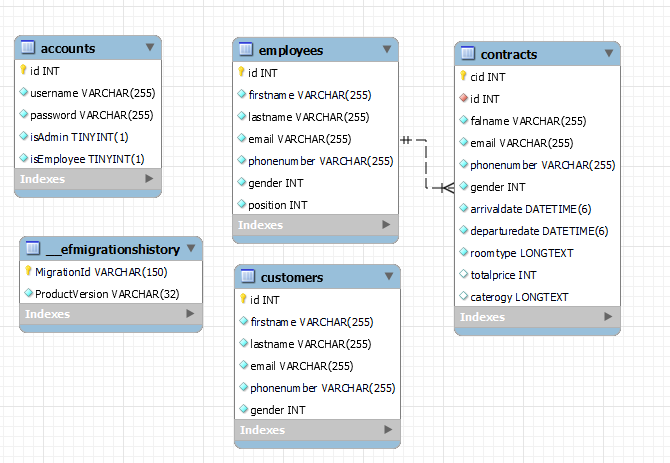 accounts
id INT
username VARCHAR(255)
password VARCHAR(255)
isAdmin TINYINT(1)
isEmployee TINYINT(1)
Indexes
employees
id INT
firstname VARCHAR(255)
lastname VARCHAR(255)
email VARCHAR(255)
phonenumber VARCHAR(255)
gender INT
position INT
Indexes
contracts
cid INT
id INT
falname VARCHAR(255)
email VARCHAR(255)
phonenumber VARCHAR(255)
gender INT
arrivaldate DATETIME(6)
departuredate DATETIME(6)
roomtype LONGTEXT
totalprice INT
caterogy LONGTEXT
Indexes
__efmigrationshistory
MigrationId VARCHAR(150)
ProductVersion VARCHAR(32)
Indexes
customers
id INT
firstname VARCHAR(255)
lastname VARCHAR(255)
email VARCHAR(255)
phonenumber VARCHAR(255)
gender INT
Indexes